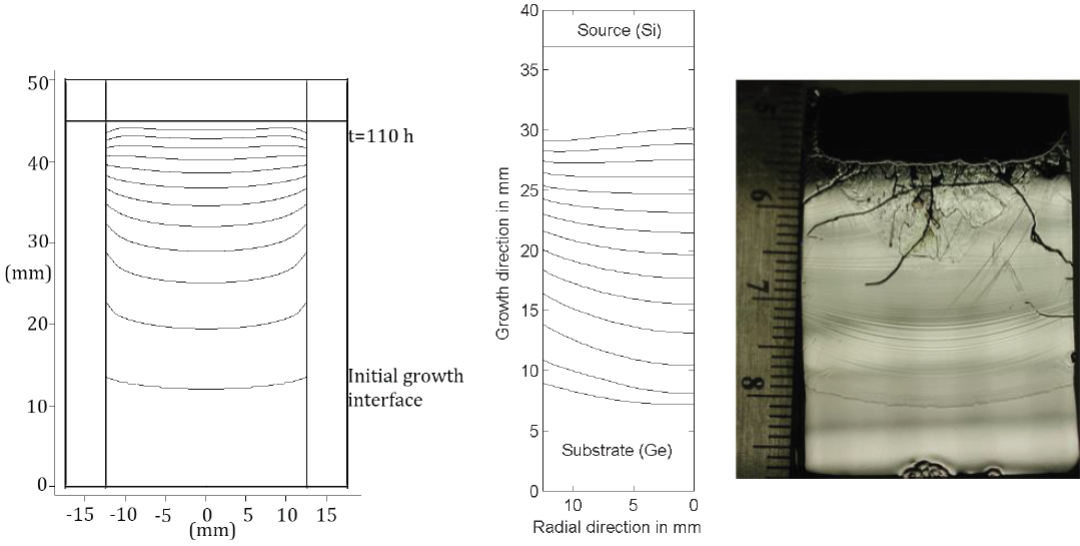 50
40
30
(mm)
20
10
0
-15 -10 -5 0 5 10 15
(mm)
t=110 h
Initial growth
interface
40
35
30
25
20
15
10
5
0
Growth direction in mm
Source (Si)
Substrate (Ge)
10 5 0
Radial direction in mm
6
7
8